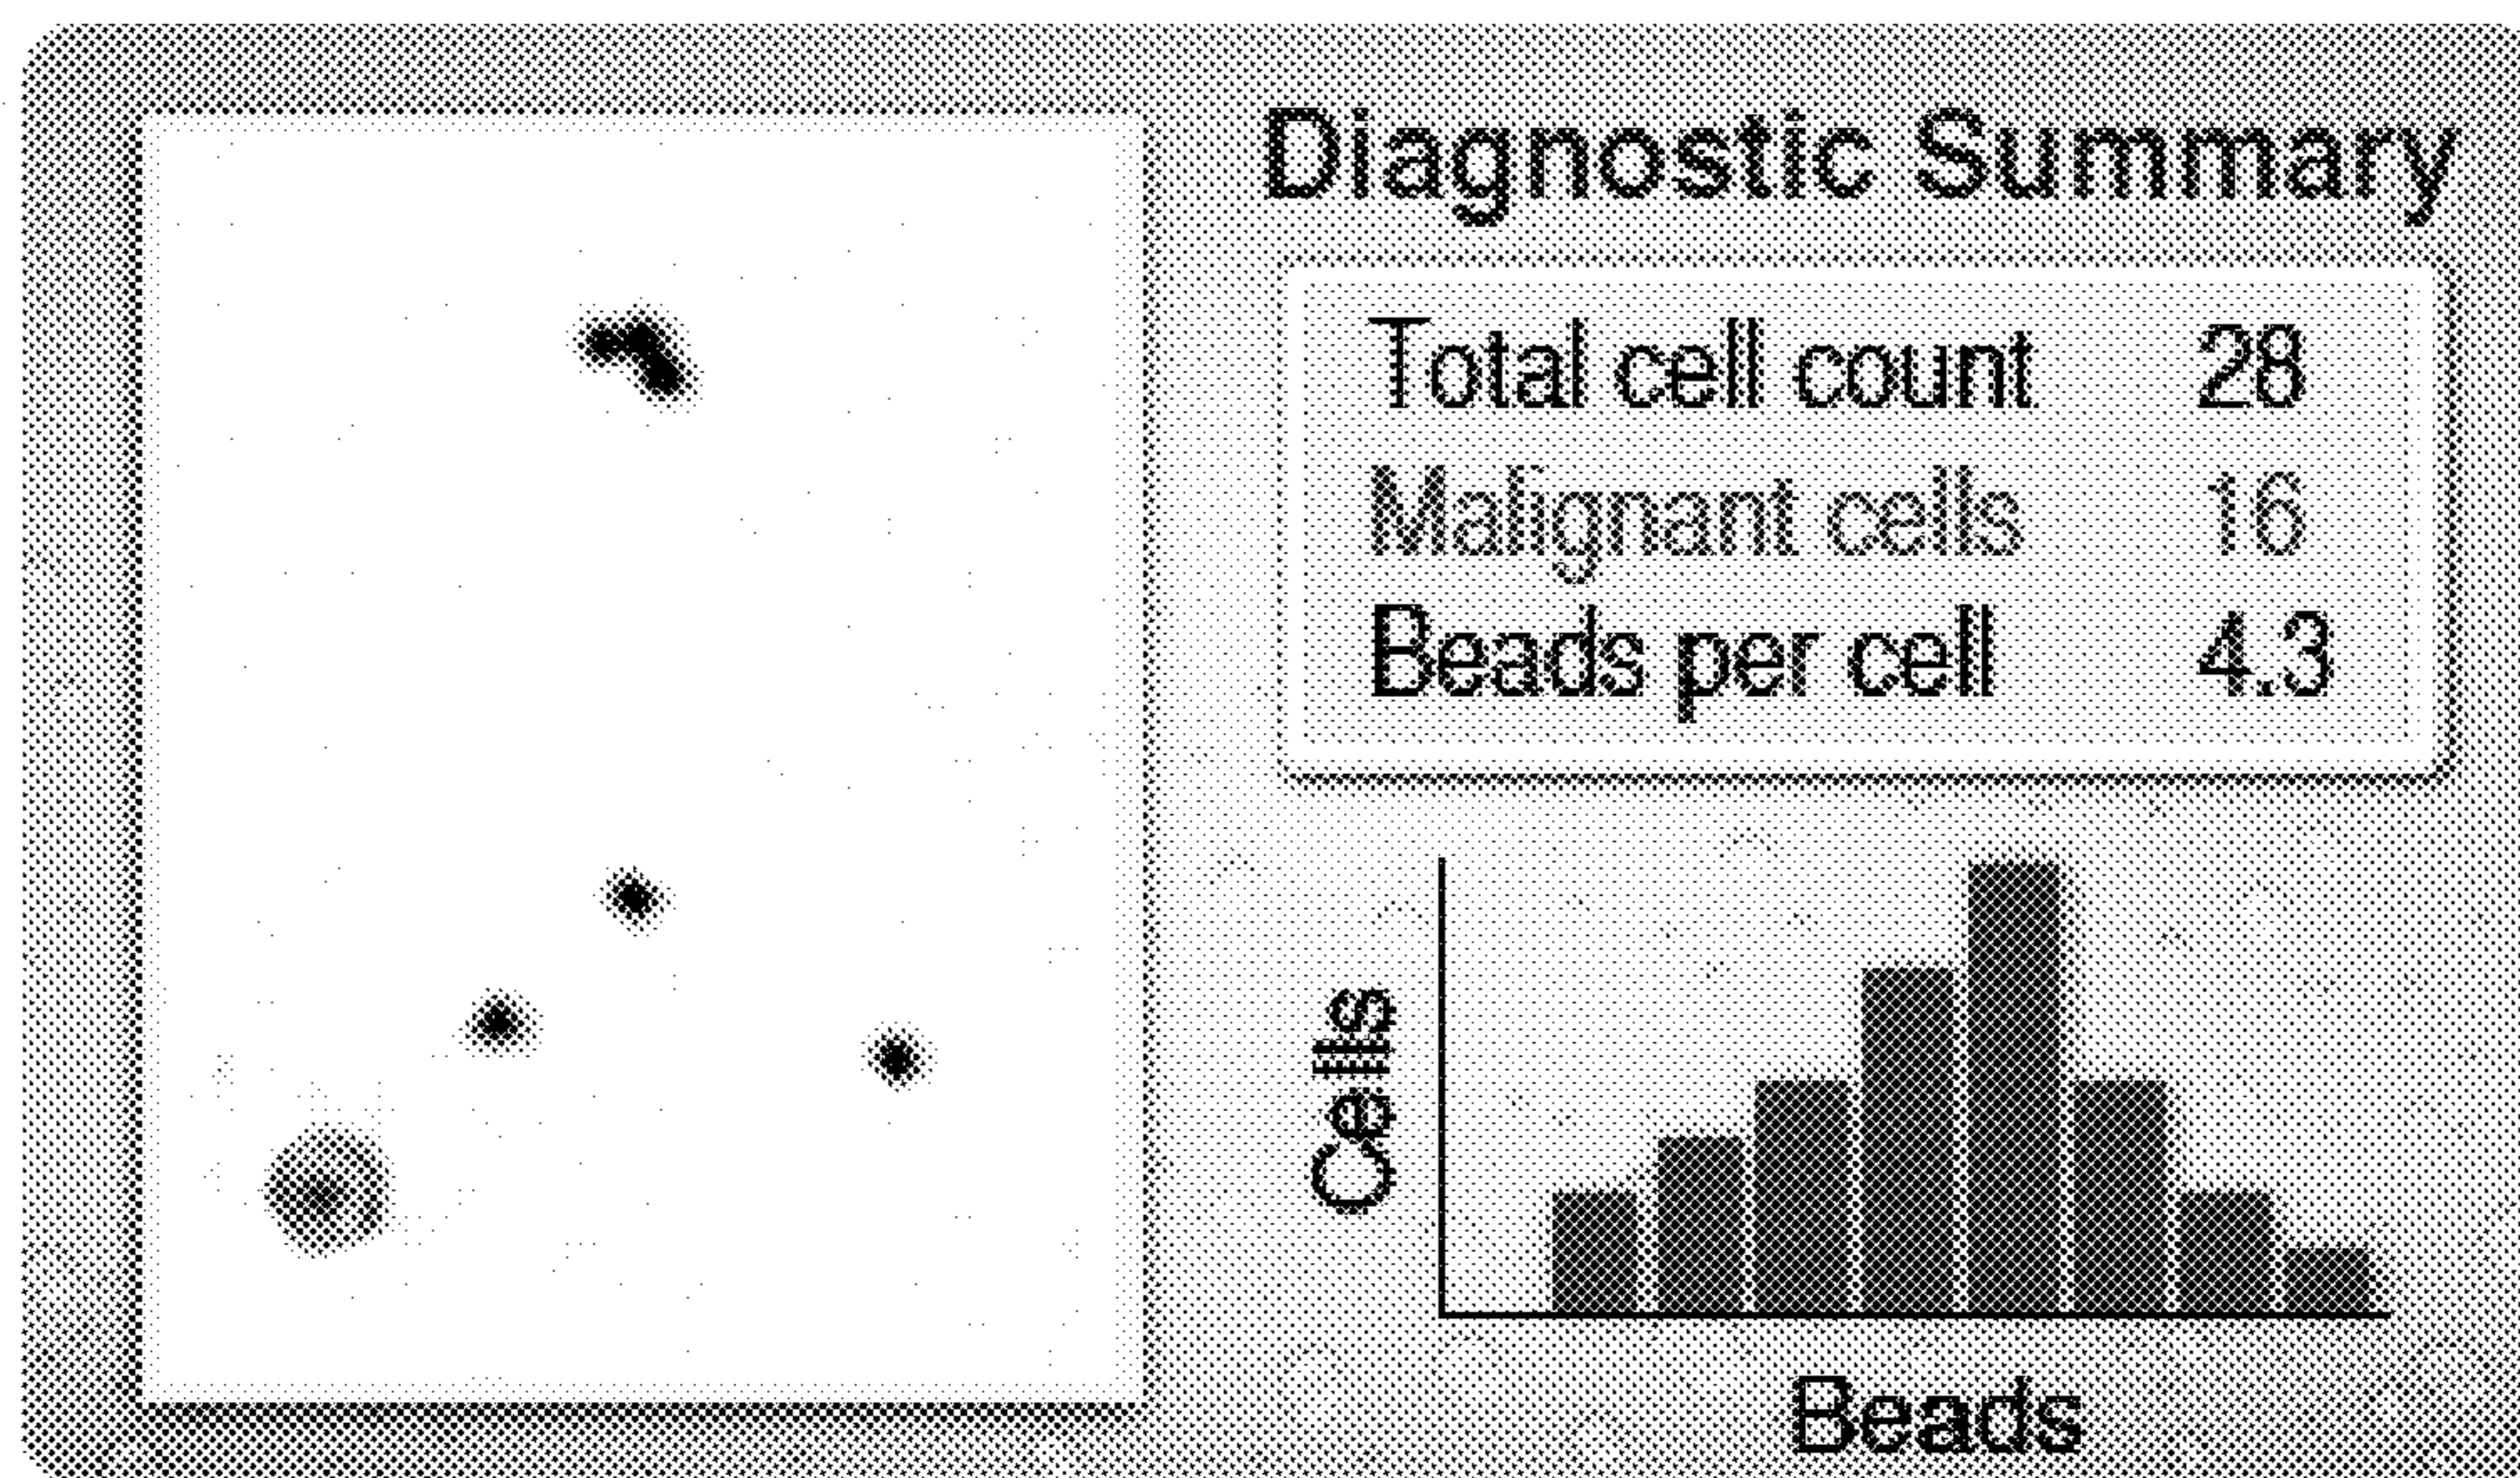 Diagnostic Summary
Total cell count 28
Malignant cells 16
Beads per cell 4.3
Cells
Beads